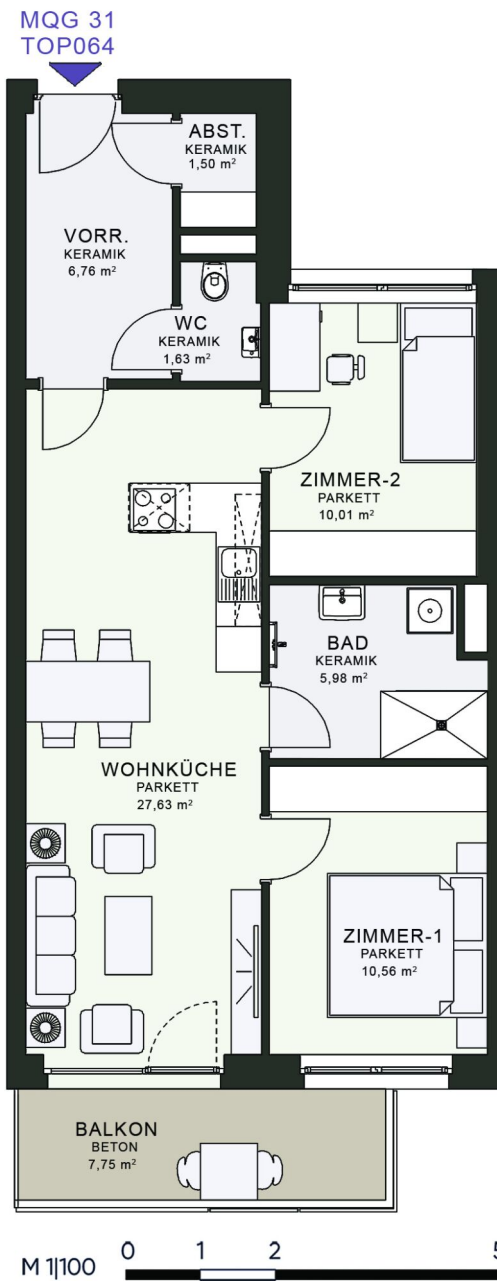 MQG 31
TOP064
ABST.
KERAMIK
1,50 m²
VORR.
KERAMIK
6,76 m²
WC
KERAMIK
1,63 m²
ZIMMER-2
PARKETT
10,01 m²
BAD
KERAMIK
5,98 m²
WOHNKÜCHE
PARKETT
27,63 m²
ZIMMER-1
PARKETT
10,56 m²
BALKON
BETON
7,75 m²
M 1|100 0 1 2 5